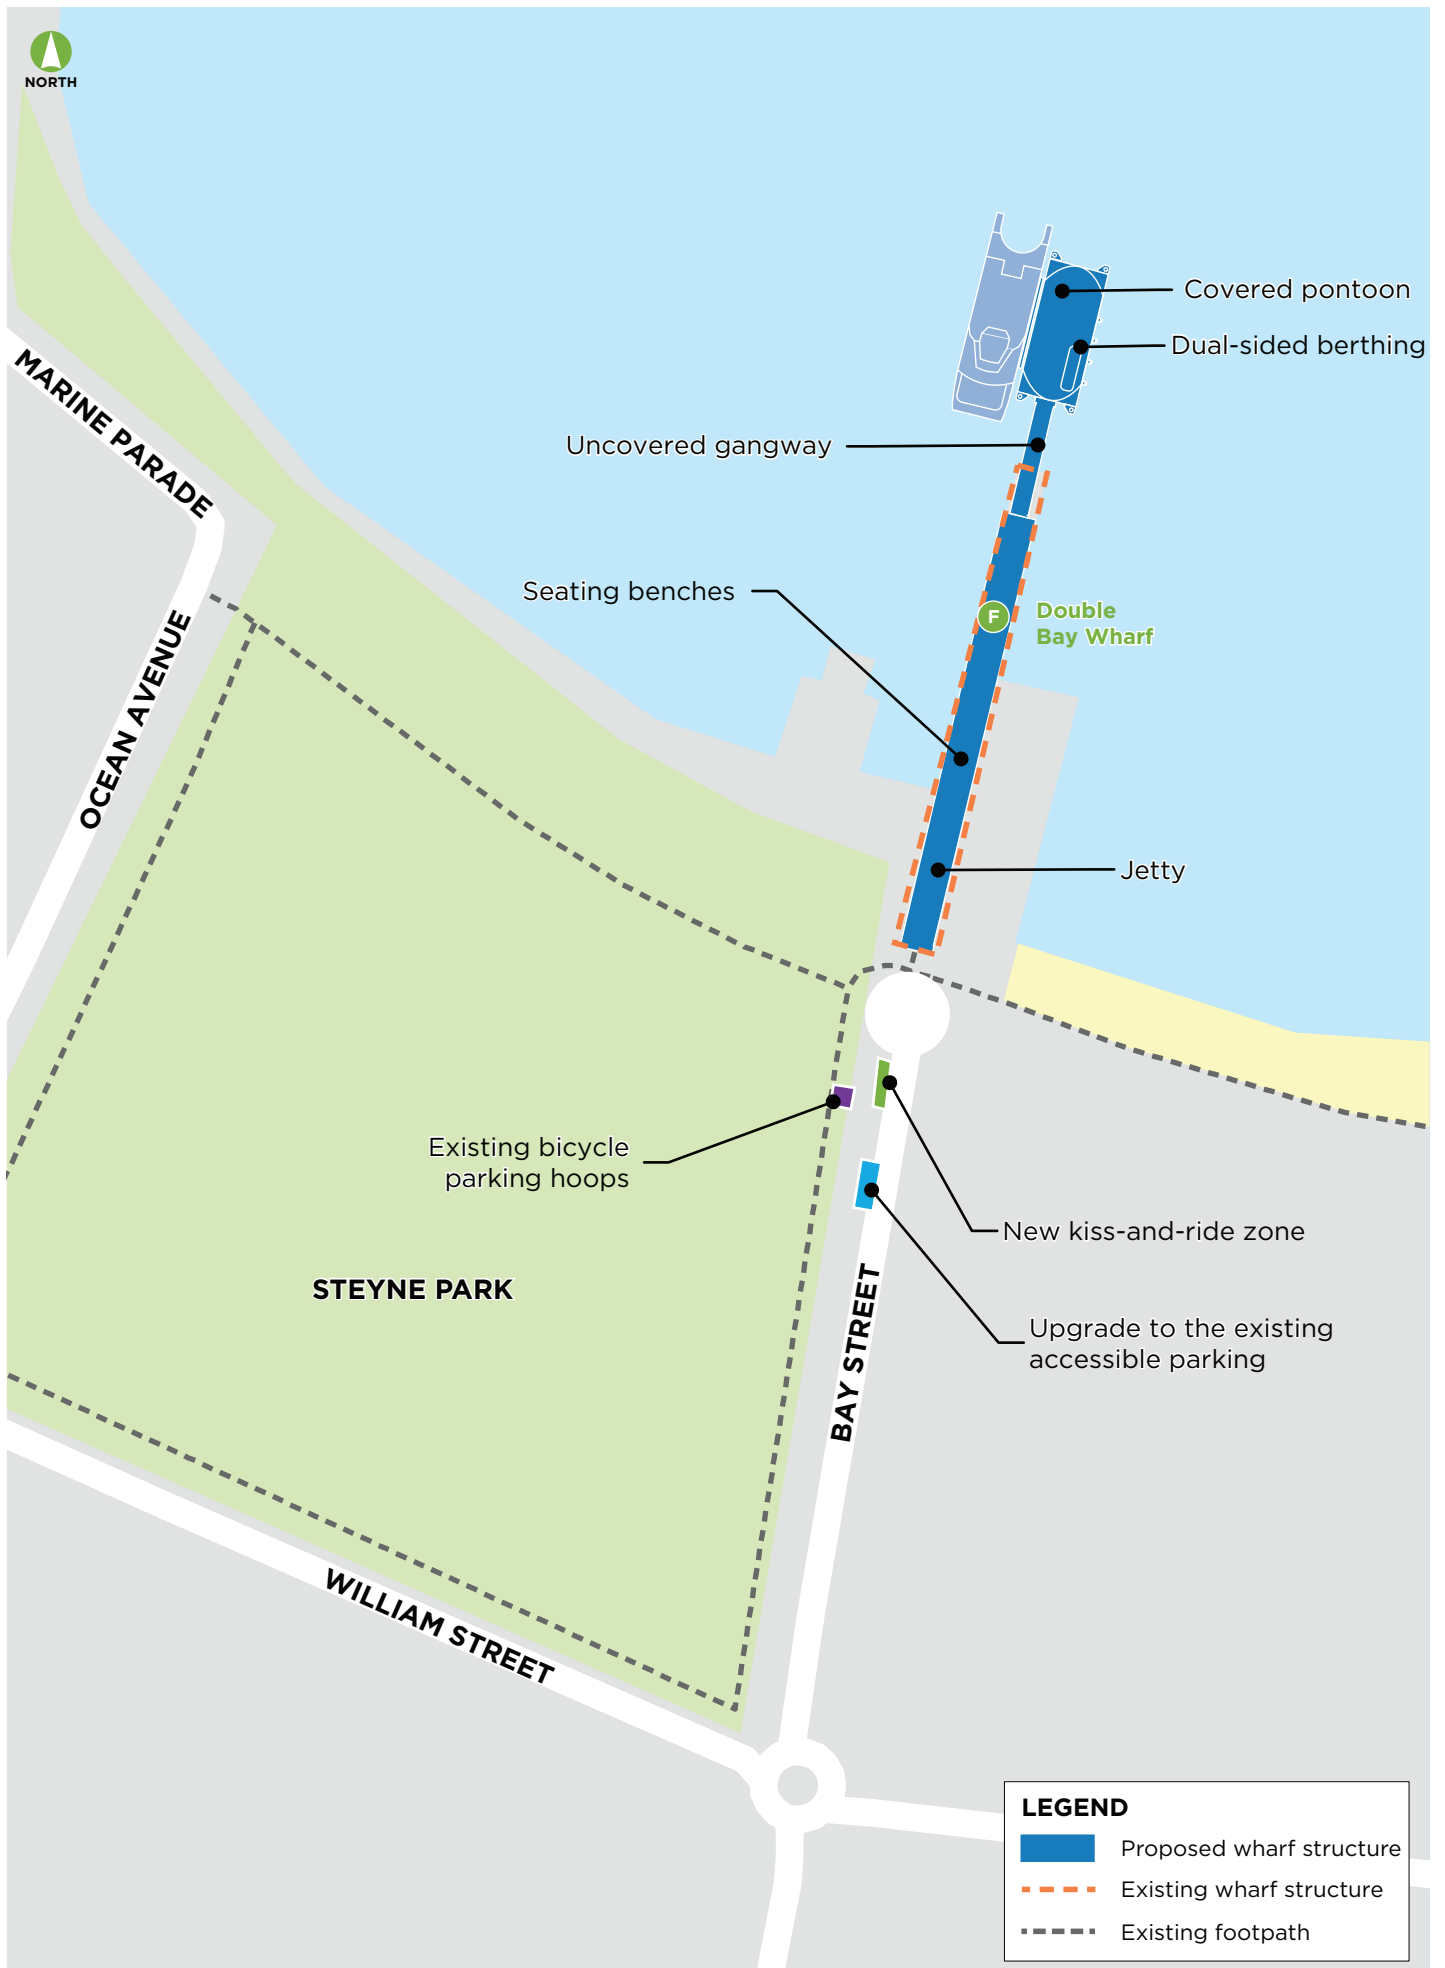 NORTH
Covered pontoon
Dual-sided berthing
MARINE PARADE
Uncovered gangway
Seating benches
F
Double
Bay Wharf
OCEAN AVENUE
Jetty
Existing bicycle
parking hoops
New kiss-and-ride zone
STEYNE PARK
BAY STREET
Upgrade to the existing
accessible parking
WILLIAM STREET
LEGEND
Proposed wharf structure
Existing wharf structure
Existing footpath